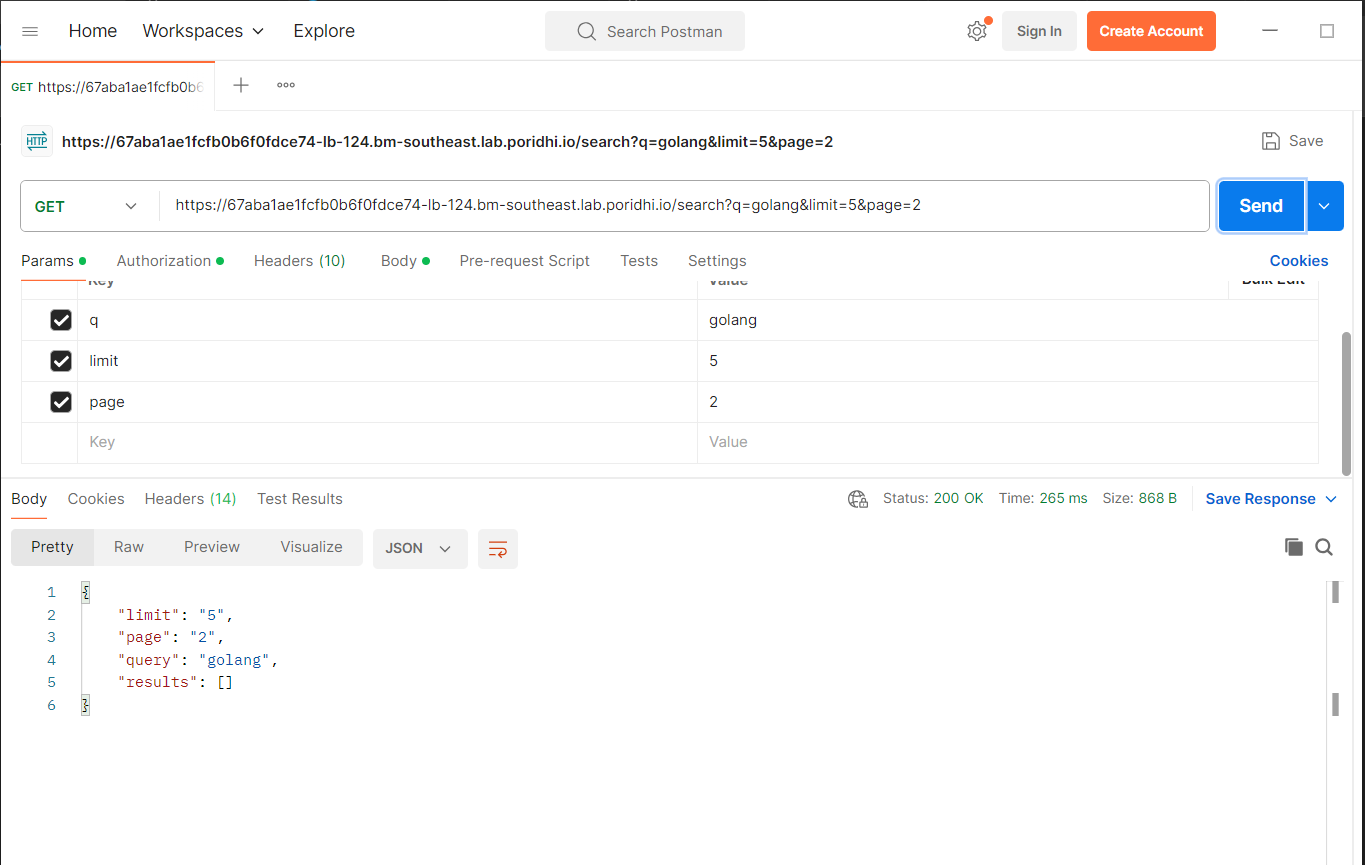 Home Workspaces Explore Search Postman Sign In Create Account
GET https://67aba1ae1fcfb0b6
HTTP https://67aba1ae1fcfb0b6f0fdce74-lb-124.bm-southeast.lab.poridhi.io/search?q=golang&limit=5&page=2 Save
GET https://67aba1ae1fcfb0b6f0fdce74-lb-124.bm-southeast.lab.poridhi.io/search?q=golang&limit=5&page=2 Send
Params Authorization Headers (10) Body Pre-request Script Tests Settings Cookies
Key Value Bulk Edit
q golang
limit 5
page 2
Key Value
Body Cookies Headers (14) Test Results Status: 200 OK Time: 265 ms Size: 868 B Save Response
Pretty Raw Preview Visualize JSON
1 {
2 "limit": "5",
3 "page": "2",
4 "query": "golang",
5 "results": []
6 }